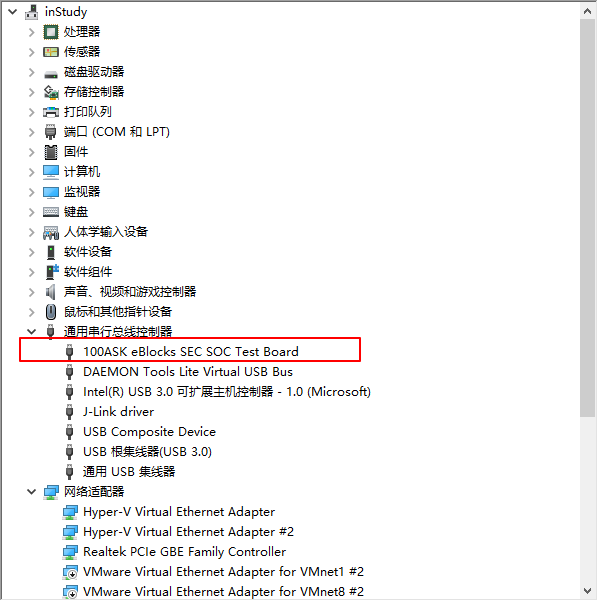 inStudy
处理器
传感器
磁盘驱动器
存储控制器
打印队列
端口 (COM 和 LPT)
固件
计算机
监视器
键盘
人体学输入设备
软件设备
软件组件
声音、视频和游戏控制器
鼠标和其他指针设备
通用串行总线控制器
100ASK eBlocks SEC SOC Test Board
DAEMON Tools Lite Virtual USB Bus
Intel(R) USB 3.0 可扩展主机控制器 - 1.0 (Microsoft)
J-Link driver
USB Composite Device
USB 根集线器(USB 3.0)
通用 USB 集线器
网络适配器
Hyper-V Virtual Ethernet Adapter
Hyper-V Virtual Ethernet Adapter #2
Realtek PCIe GBE Family Controller
VMware Virtual Ethernet Adapter for VMnet1 #2
VMware Virtual Ethernet Adapter for VMnet8 #2